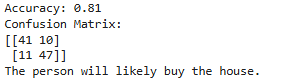 Accuracy: 0.81
Confusion Matrix:
[[41 10]
 [11 47]]
The person will likely buy the house.